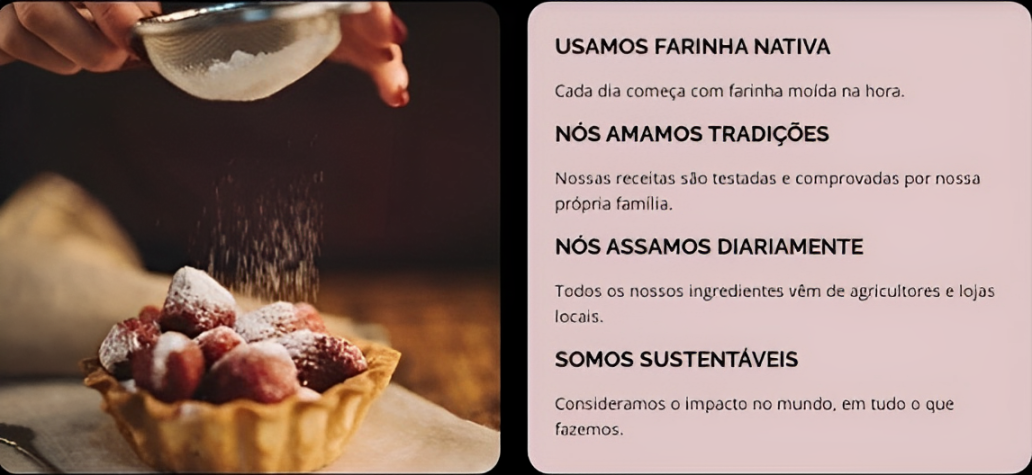 USAMOS FARINHA NATIVA
Cada dia começa com farinha moída na hora.
NÓS AMAMOS TRADIÇÕES
Nossas receitas são testadas e comprovadas por nossa
própria família.
NÓS ASSAMOS DIARIAMENTE
Todos os nossos ingredientes vêm de agricultores e lojas
locais.
SOMOS SUSTENTÁVEIS
Consideramos o impacto no mundo, em tudo o que
fazemos.